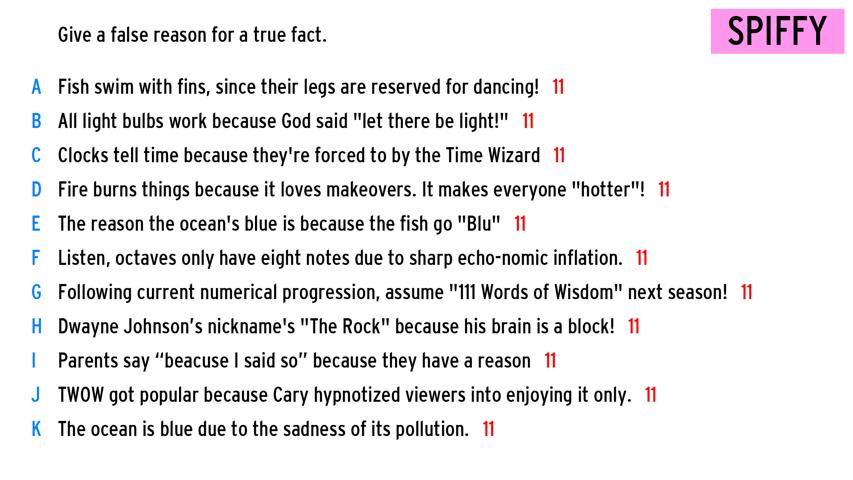 Give a false reason for a true fact.
SPIFFY
A Fish swim with fins, since their legs are reserved for dancing! 11
B All light bulbs work because God said "let there be light!" 11
C Clocks tell time because they're forced to by the Time Wizard 11
D Fire burns things because it loves makeovers. It makes everyone "hotter"! 11
E The reason the ocean's blue is because the fish go "Blu" 11
F Listen, octaves only have eight notes due to sharp echo-nomic inflation. 11
G Following current numerical progression, assume "111 Words of Wisdom" next season! 11
H Dwayne Johnson’s nickname's "The Rock" because his brain is a block! 11
I Parents say “beacuse I said so” because they have a reason 11
J TWOW got popular because Cary hypnotized viewers into enjoying it only. 11
K The ocean is blue due to the sadness of its pollution. 11